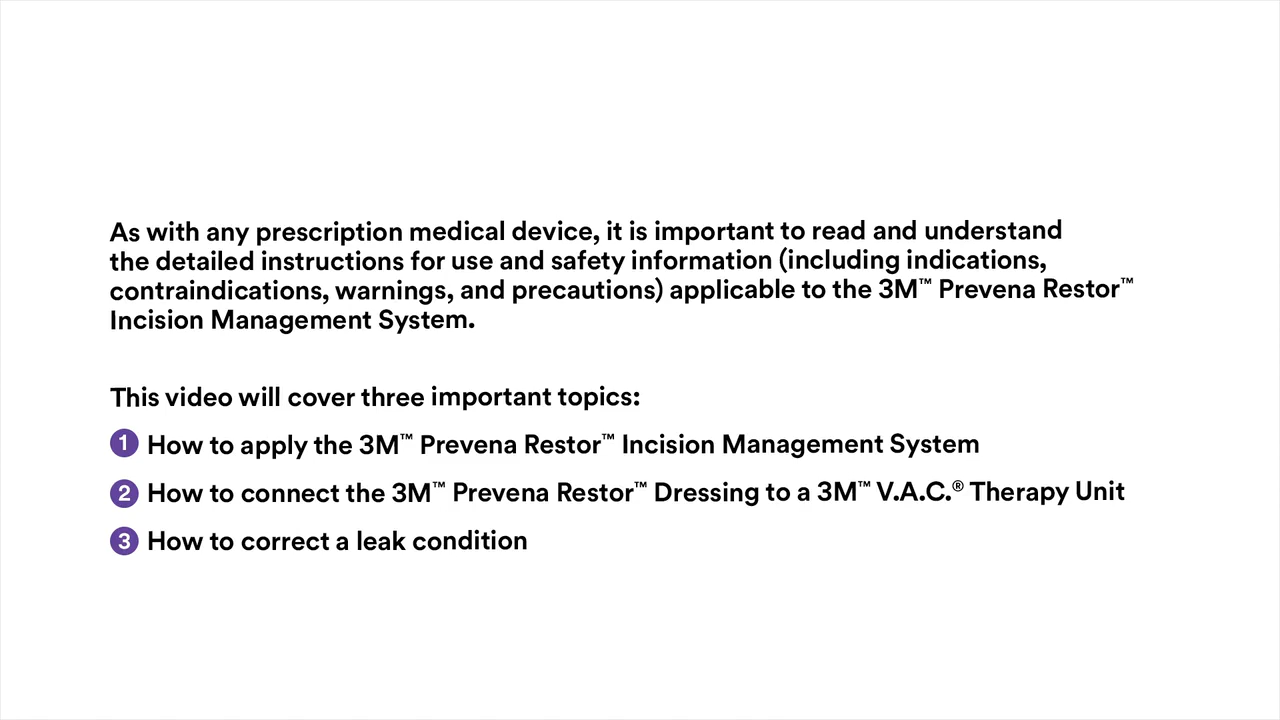 As with any prescription medical device, it is important to read and understand
the detailed instructions for use and safety information (including indications,
contraindications, warnings, and precautions) applicable to the 3M™ Prevena Restor™
Incision Management System.
This video will cover three important topics:
1 How to apply the 3M™ Prevena Restor™ Incision Management System
2 How to connect the 3M™ Prevena Restor™ Dressing to a 3M™ V.A.C.® Therapy Unit
3 How to correct a leak condition